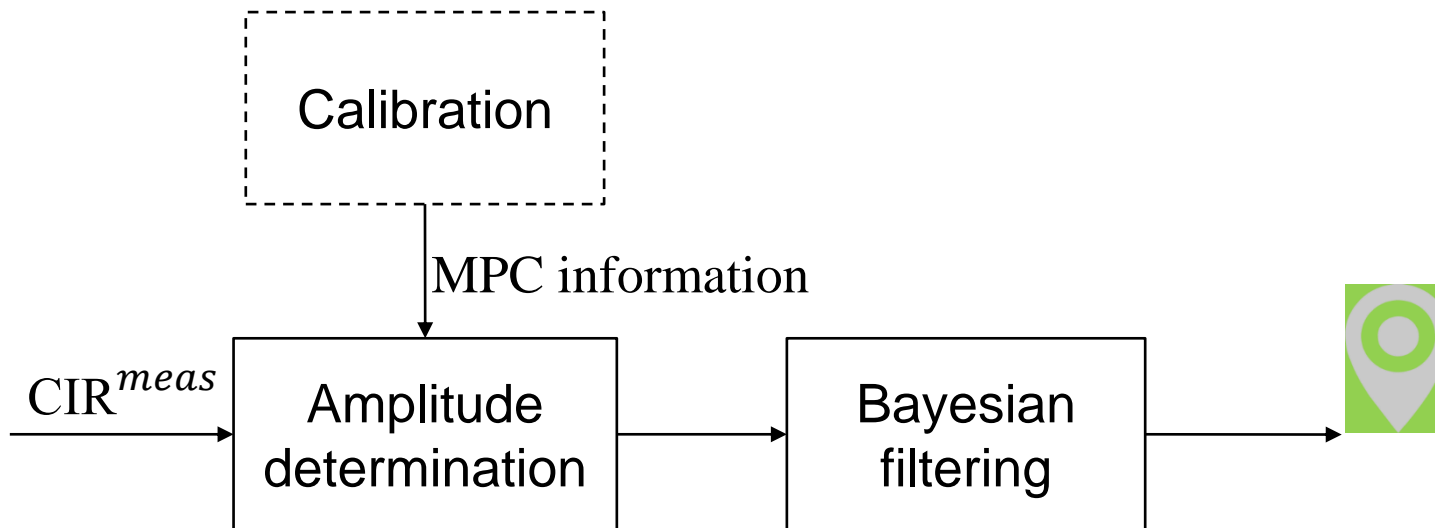 Calibration
MPC information
CIR^meas
Amplitude
determination
Bayesian
filtering